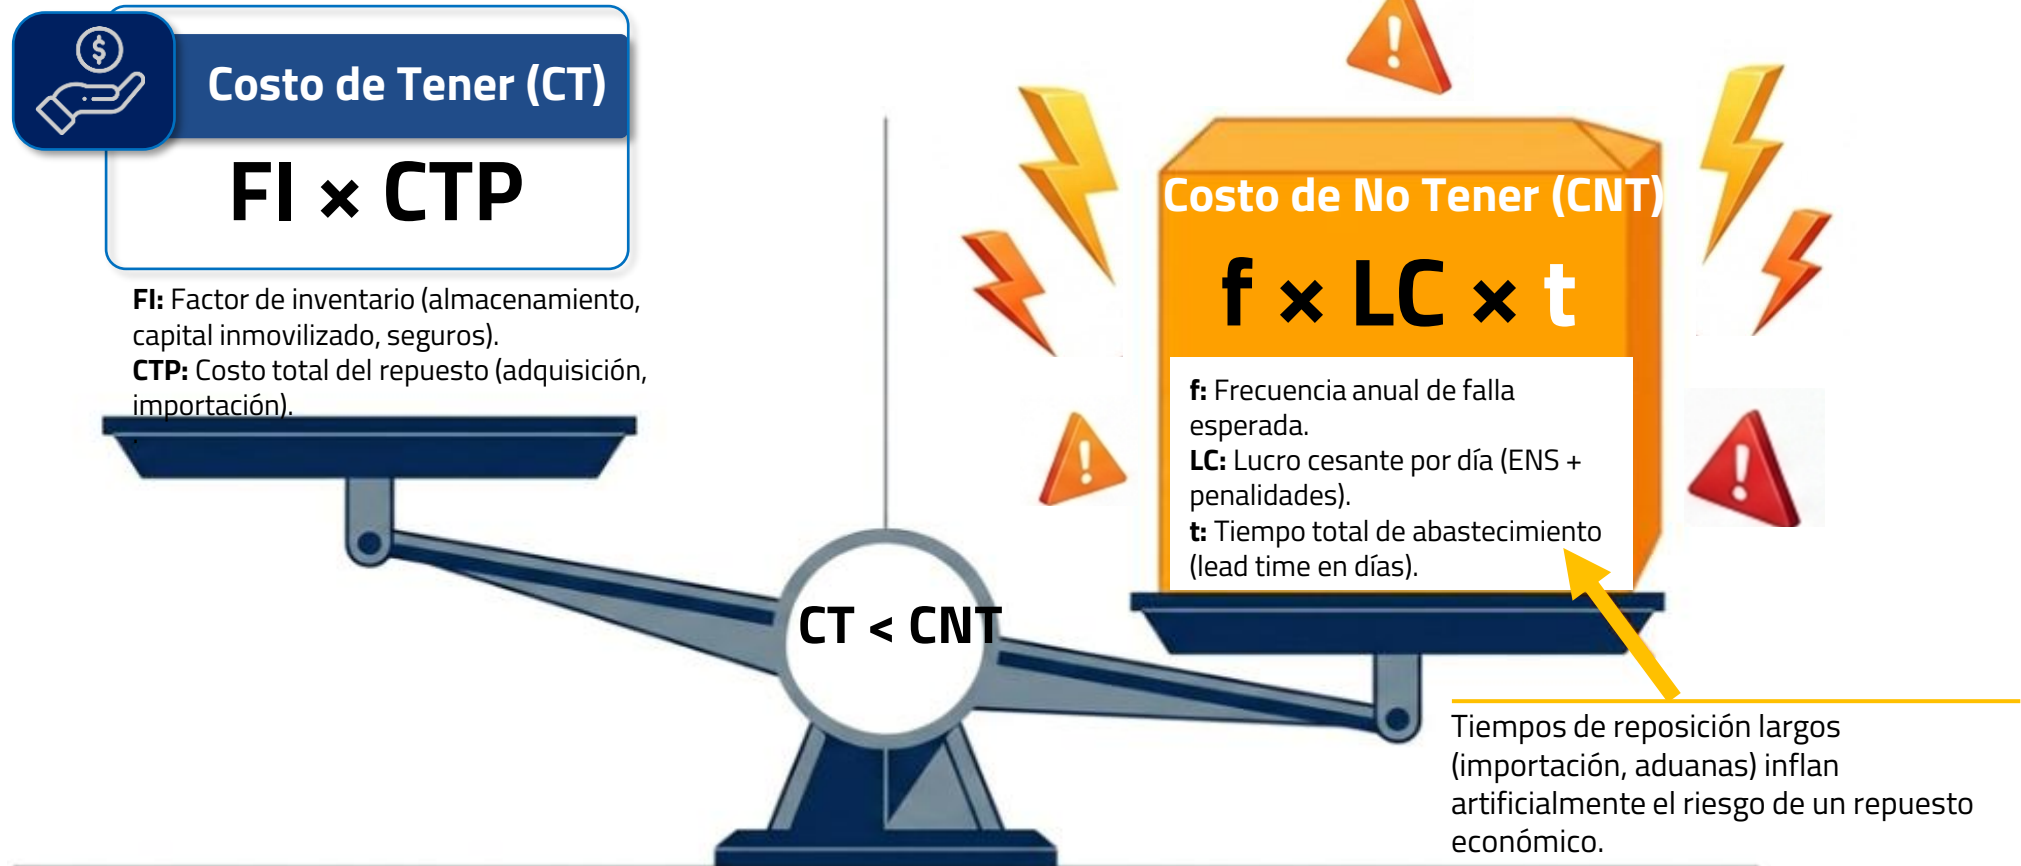 $
Costo de Tener (CT)
FI × CTP
FI: Factor de inventario (almacenamiento,
capital inmovilizado, seguros).
CTP: Costo total del repuesto (adquisición,
importación).
.
CT < CNT
!
Costo de No Tener (CNT)
f × LC × t
f: Frecuencia anual de falla
esperada.
LC: Lucro cesante por día (ENS +
penalidades).
t: Tiempo total de abastecimiento
(lead time en días).
!
!
Tiempos de reposición largos
(importación, aduanas) inflan
artificialmente el riesgo de un repuesto
económico.